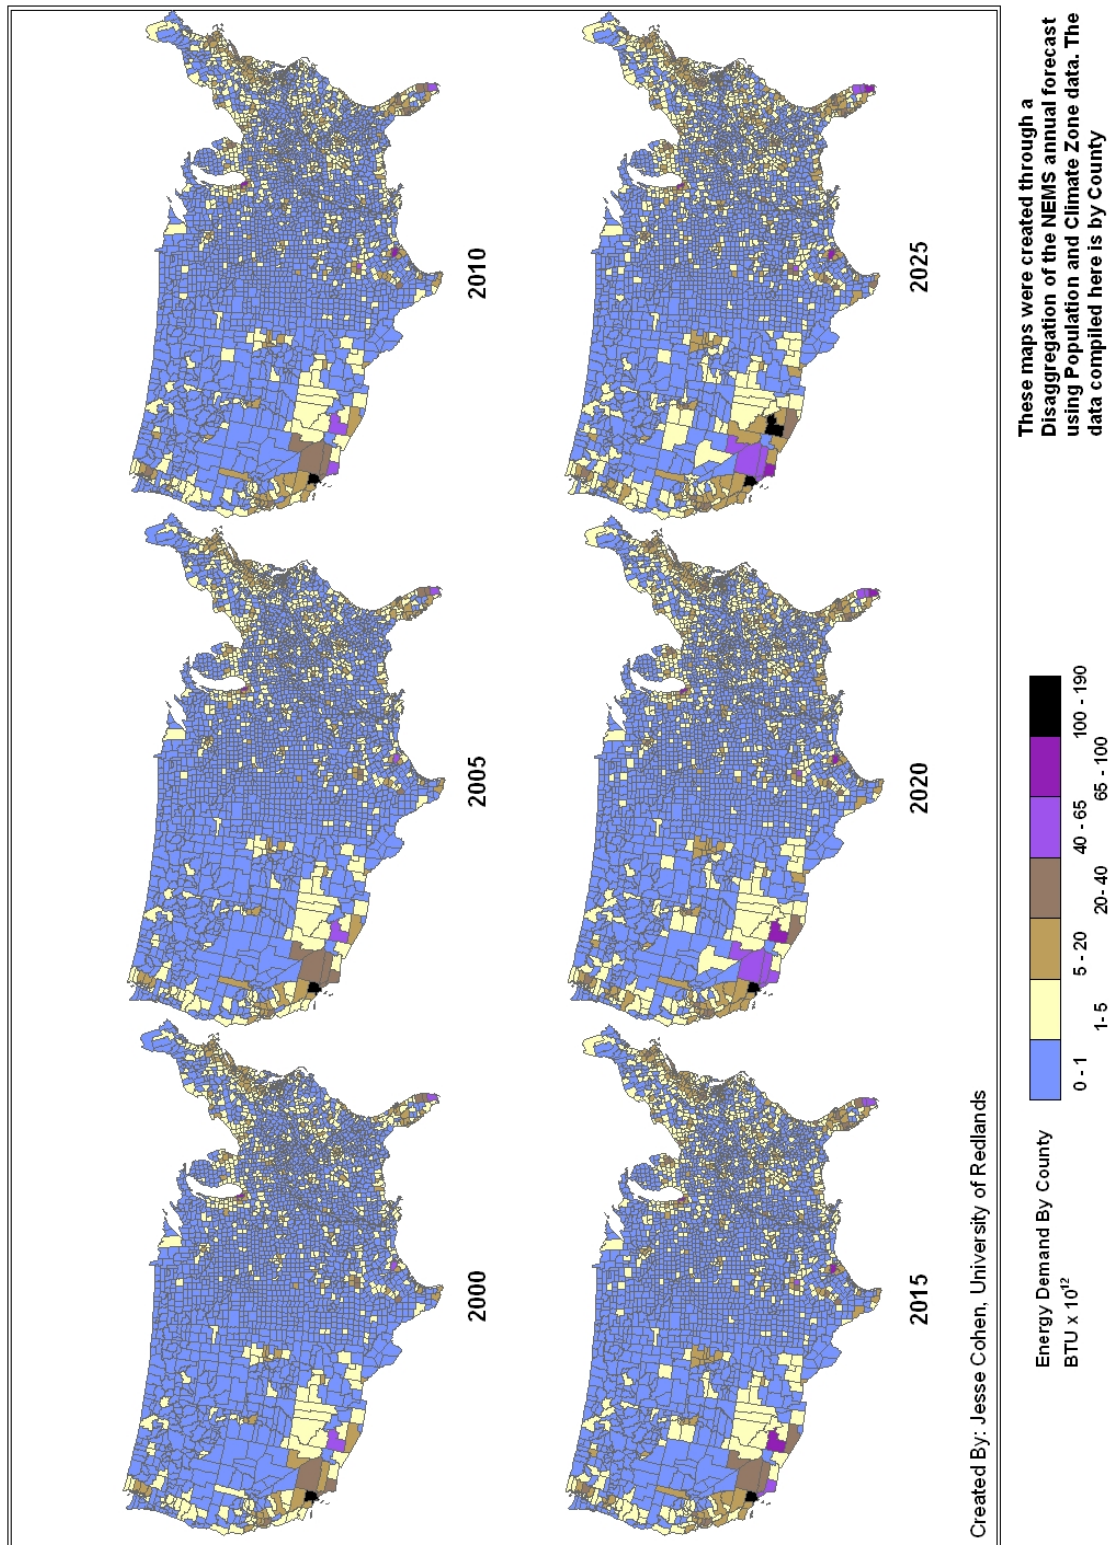 2000
2005
2010
2015
2020
2025
Created By: Jesse Cohen, University of Redlands
Energy Demand By County
BTU x 10¹²
0 - 1
1- 5
5 - 20
20- 40
40 - 65
65 - 100
100 - 190
These maps were created through a
Disaggregation of the NEMS annual forecast
using Population and Climate Zone data. The
data compiled here is by County